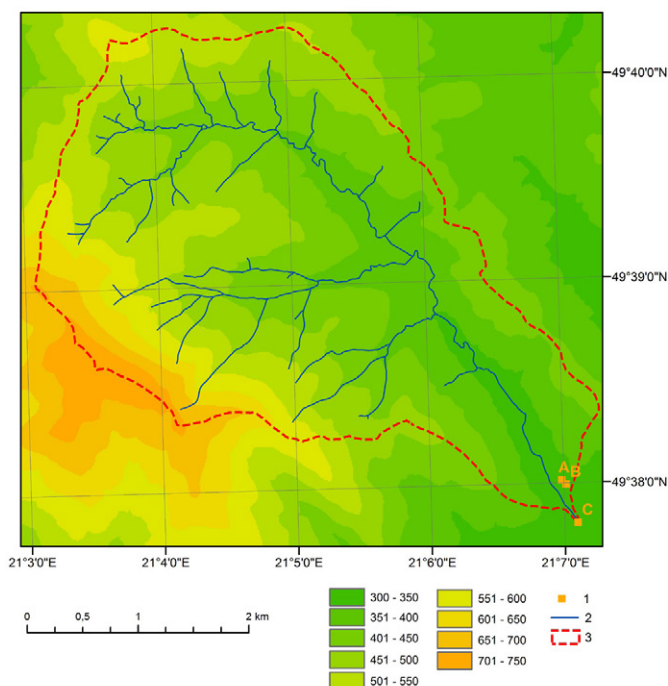 49°40'0"N
49°39'0"N
A B
49°38'0"N
C
21°3'0"E 21°4'0"E 21°5'0"E 21°6'0"E 21°7'0"E
0 0,5 1 2 km
300 - 350 551 - 600 1
351 - 400 601 - 650 2
401 - 450 651 - 700 3
451 - 500 701 - 750
501 - 550